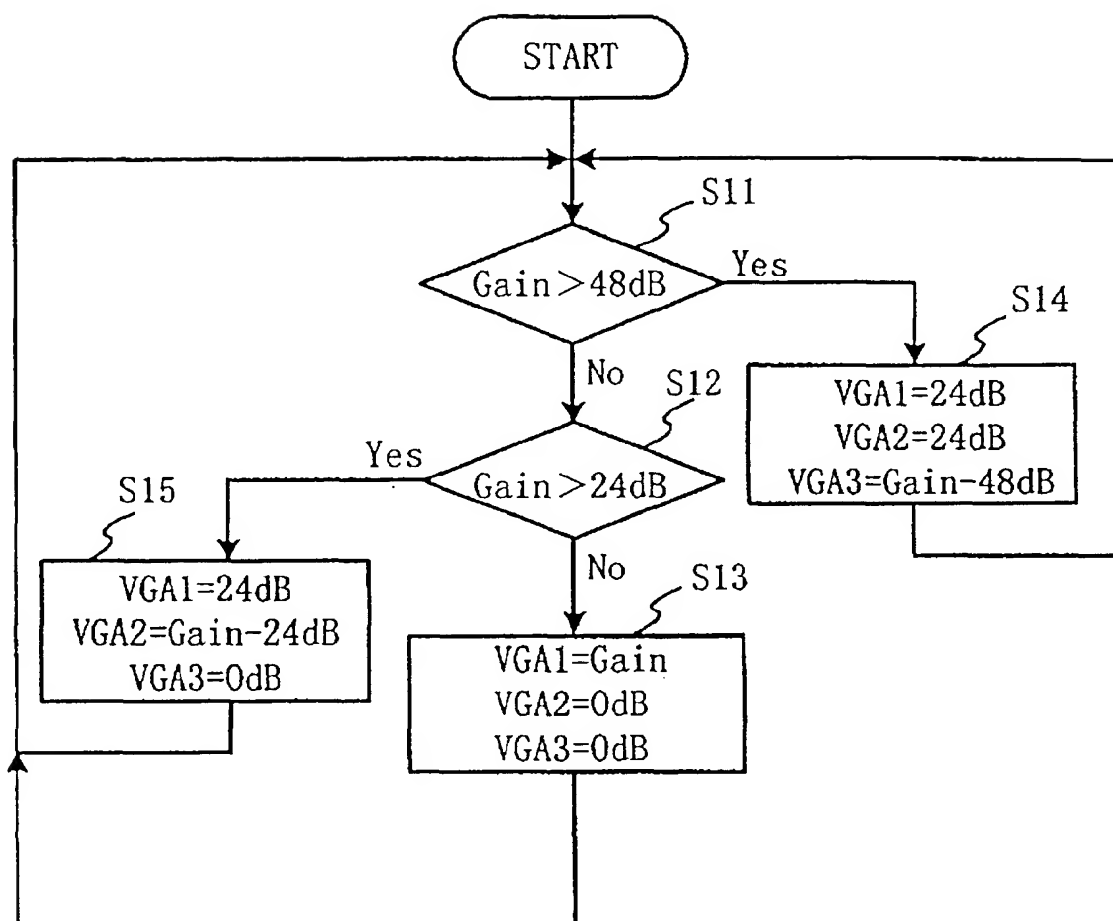 START
S11
Gain>48dB
Yes
No
S14
VGA1=24dB
VGA2=24dB
VGA3=Gain-48dB
S12
Gain>24dB
Yes
No
S15
VGA1=24dB
VGA2=Gain-24dB
VGA3=0dB
S13
VGA1=Gain
VGA2=0dB
VGA3=0dB